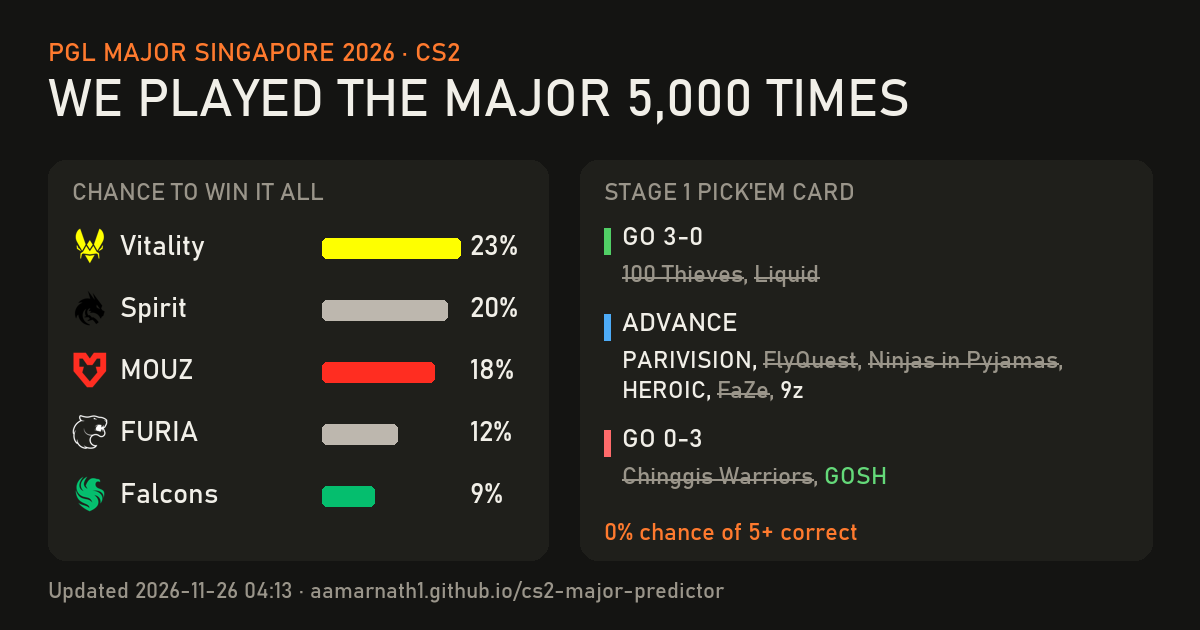 PGL MAJOR SINGAPORE 2026 · CS2
WE PLAYED THE MAJOR 5,000 TIMES
CHANCE TO WIN IT ALL
Vitality 23%
Spirit 20%
MOUZ 18%
FURIA 12%
Falcons 9%
STAGE 1 PICK'EM CARD
GO 3-0
100 Thieves, Liquid
ADVANCE
PARIVISION, FlyQuest, Ninjas in Pyjamas,
HEROIC, FaZe, 9z
GO 0-3
Chinggis Warriors, GOSH
0% chance of 5+ correct
Updated 2026-11-26 04:13 · aamarnath1.github.io/cs2-major-predictor